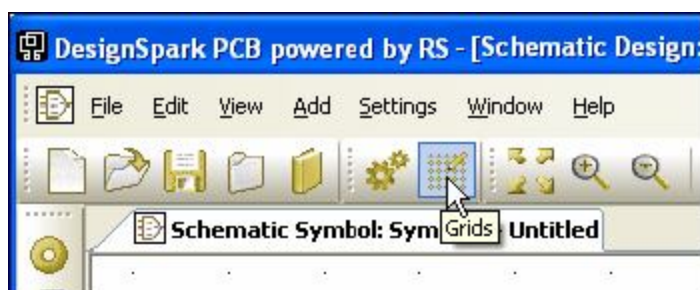 DesignSpark PCB powered by RS - [Schematic Design:
File Edit View Add Settings Window Help
Schematic Symbol: Sym Grids Untitled